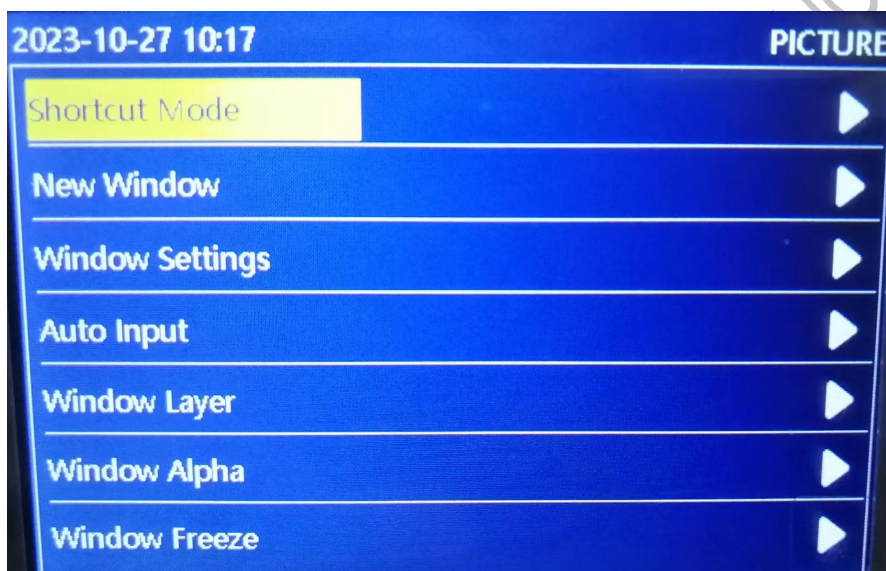 2023-10-27 10:17 PICTURE
Shortcut Mode
New Window
Window Settings
Auto Input
Window Layer
Window Alpha
Window Freeze